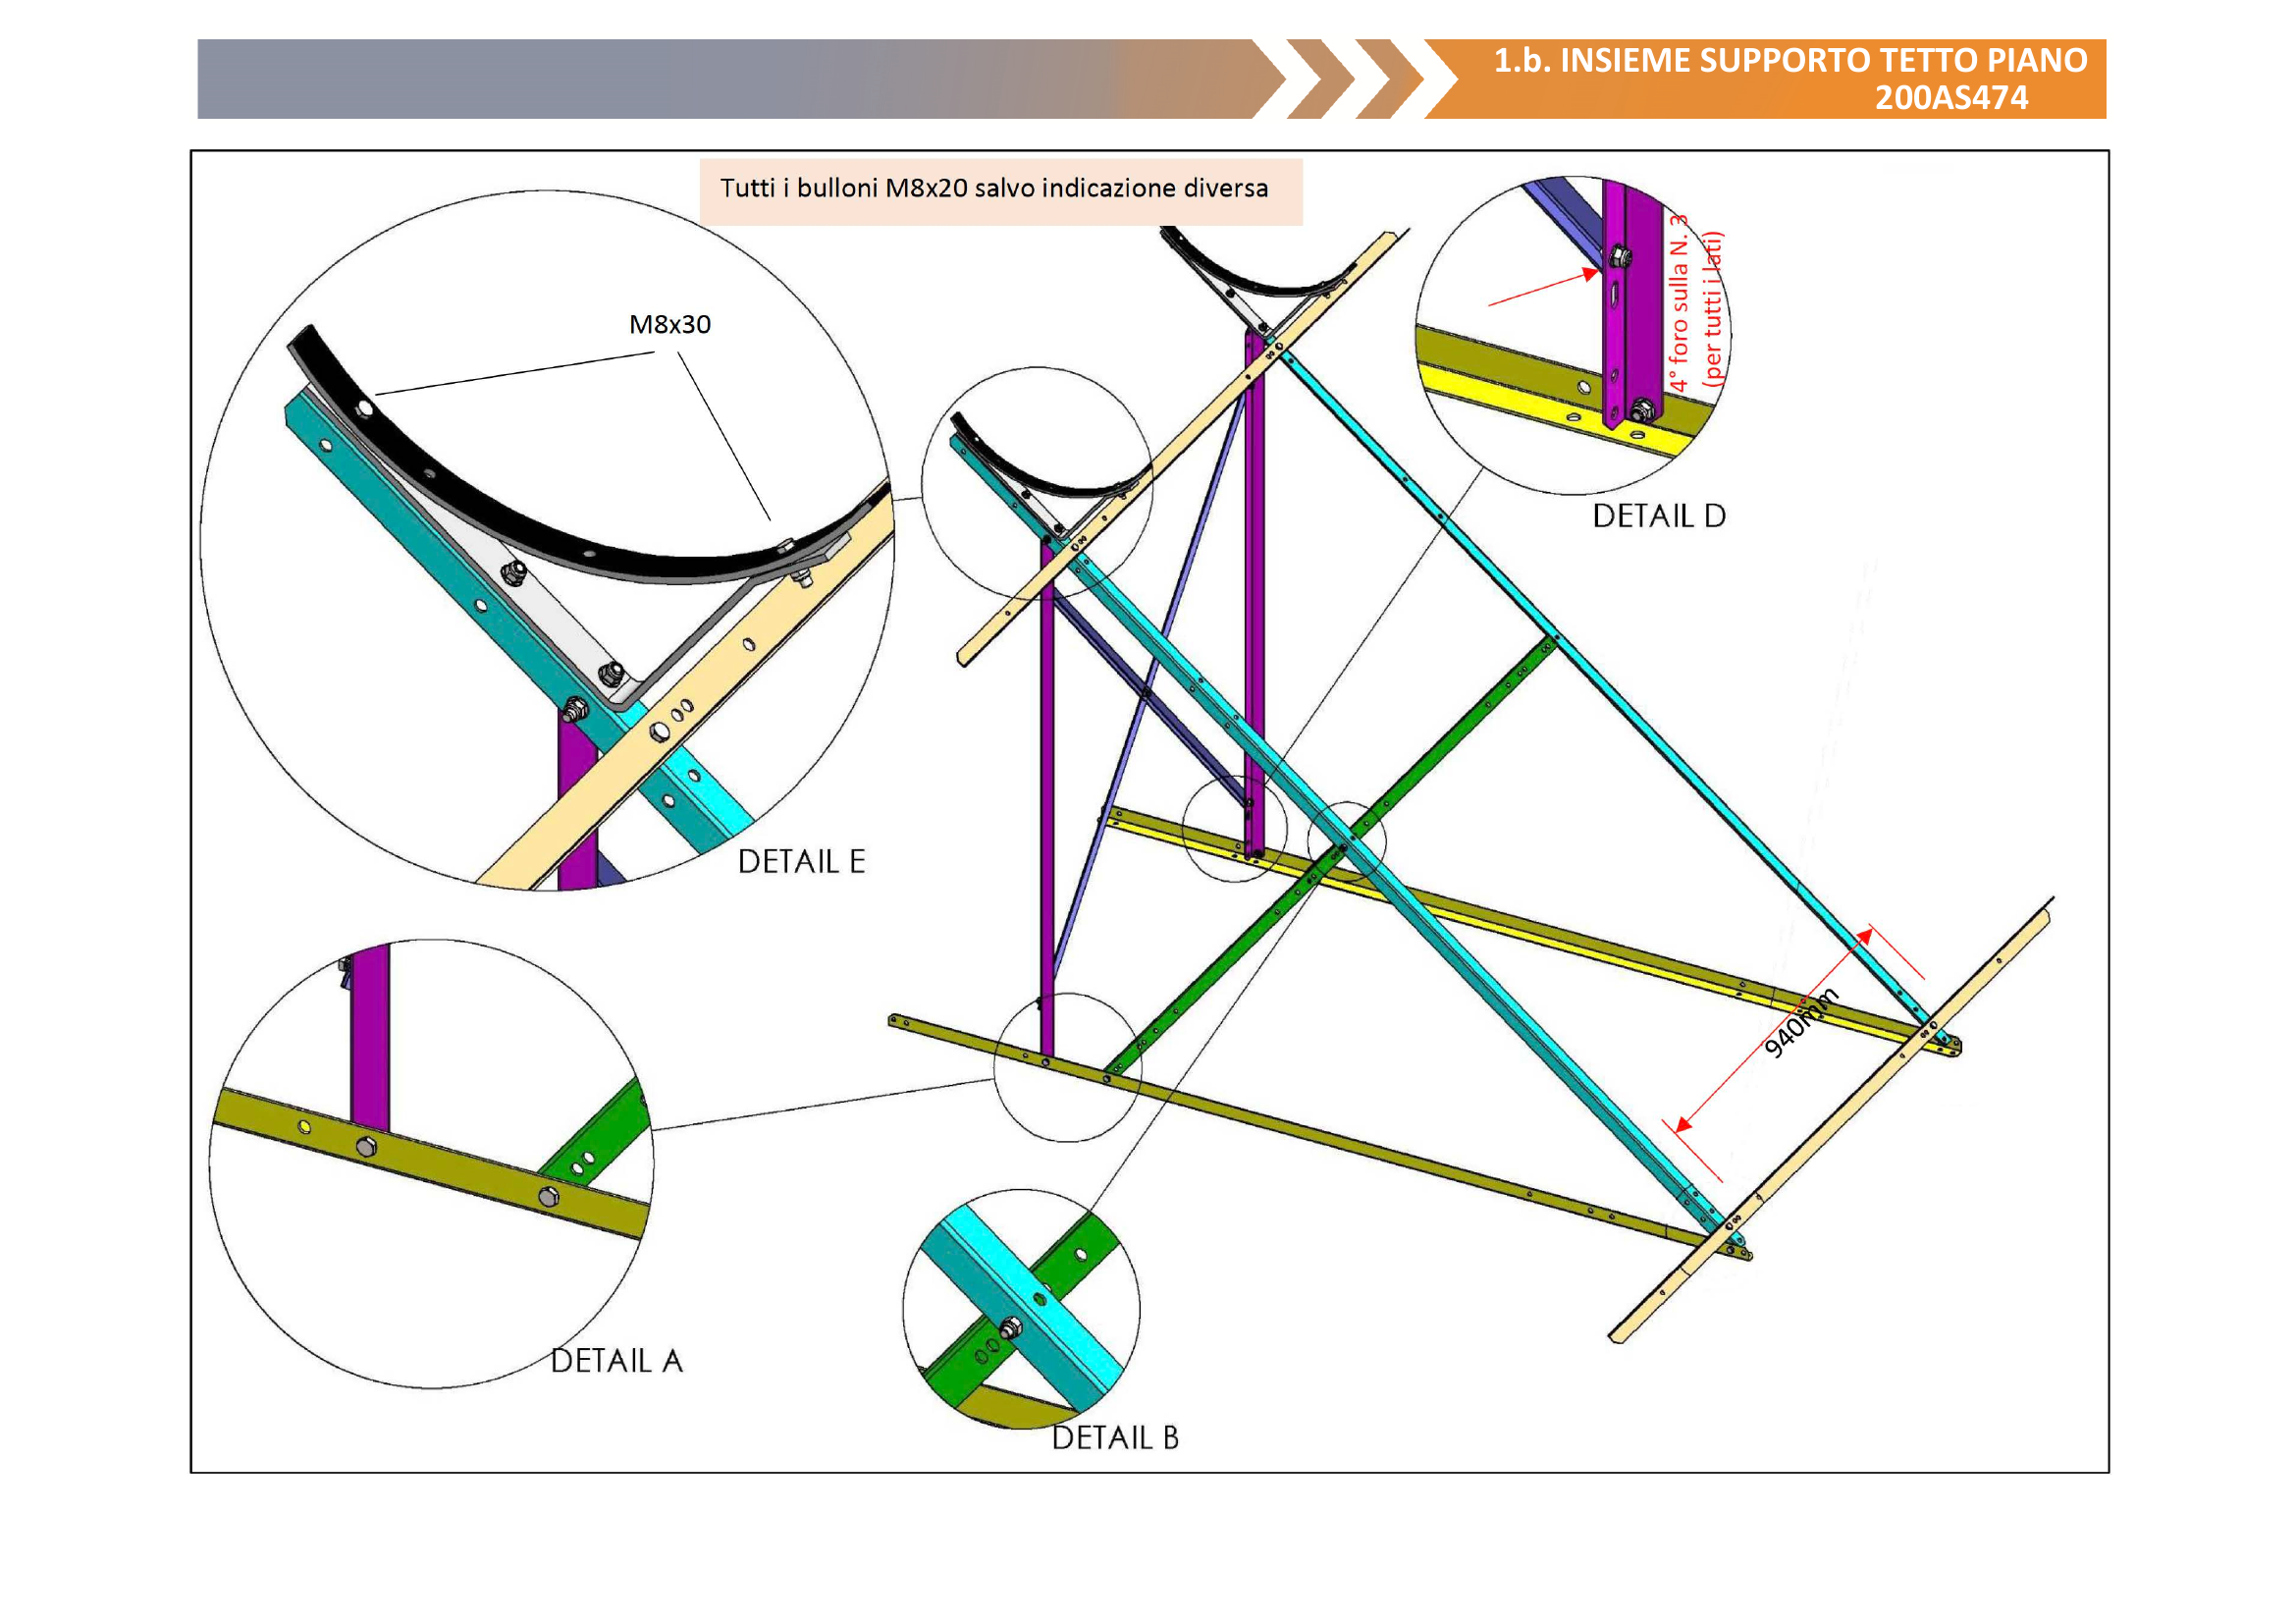 1.b. INSIEME SUPPORTO TETTO PIANO
200AS474
Tutti i bulloni M8x20 salvo indicazione diversa
M8x30
4° foro sulla N. 3
(per tutti i lati)
DETAIL D
DETAIL E
940mm
DETAIL A
DETAIL B